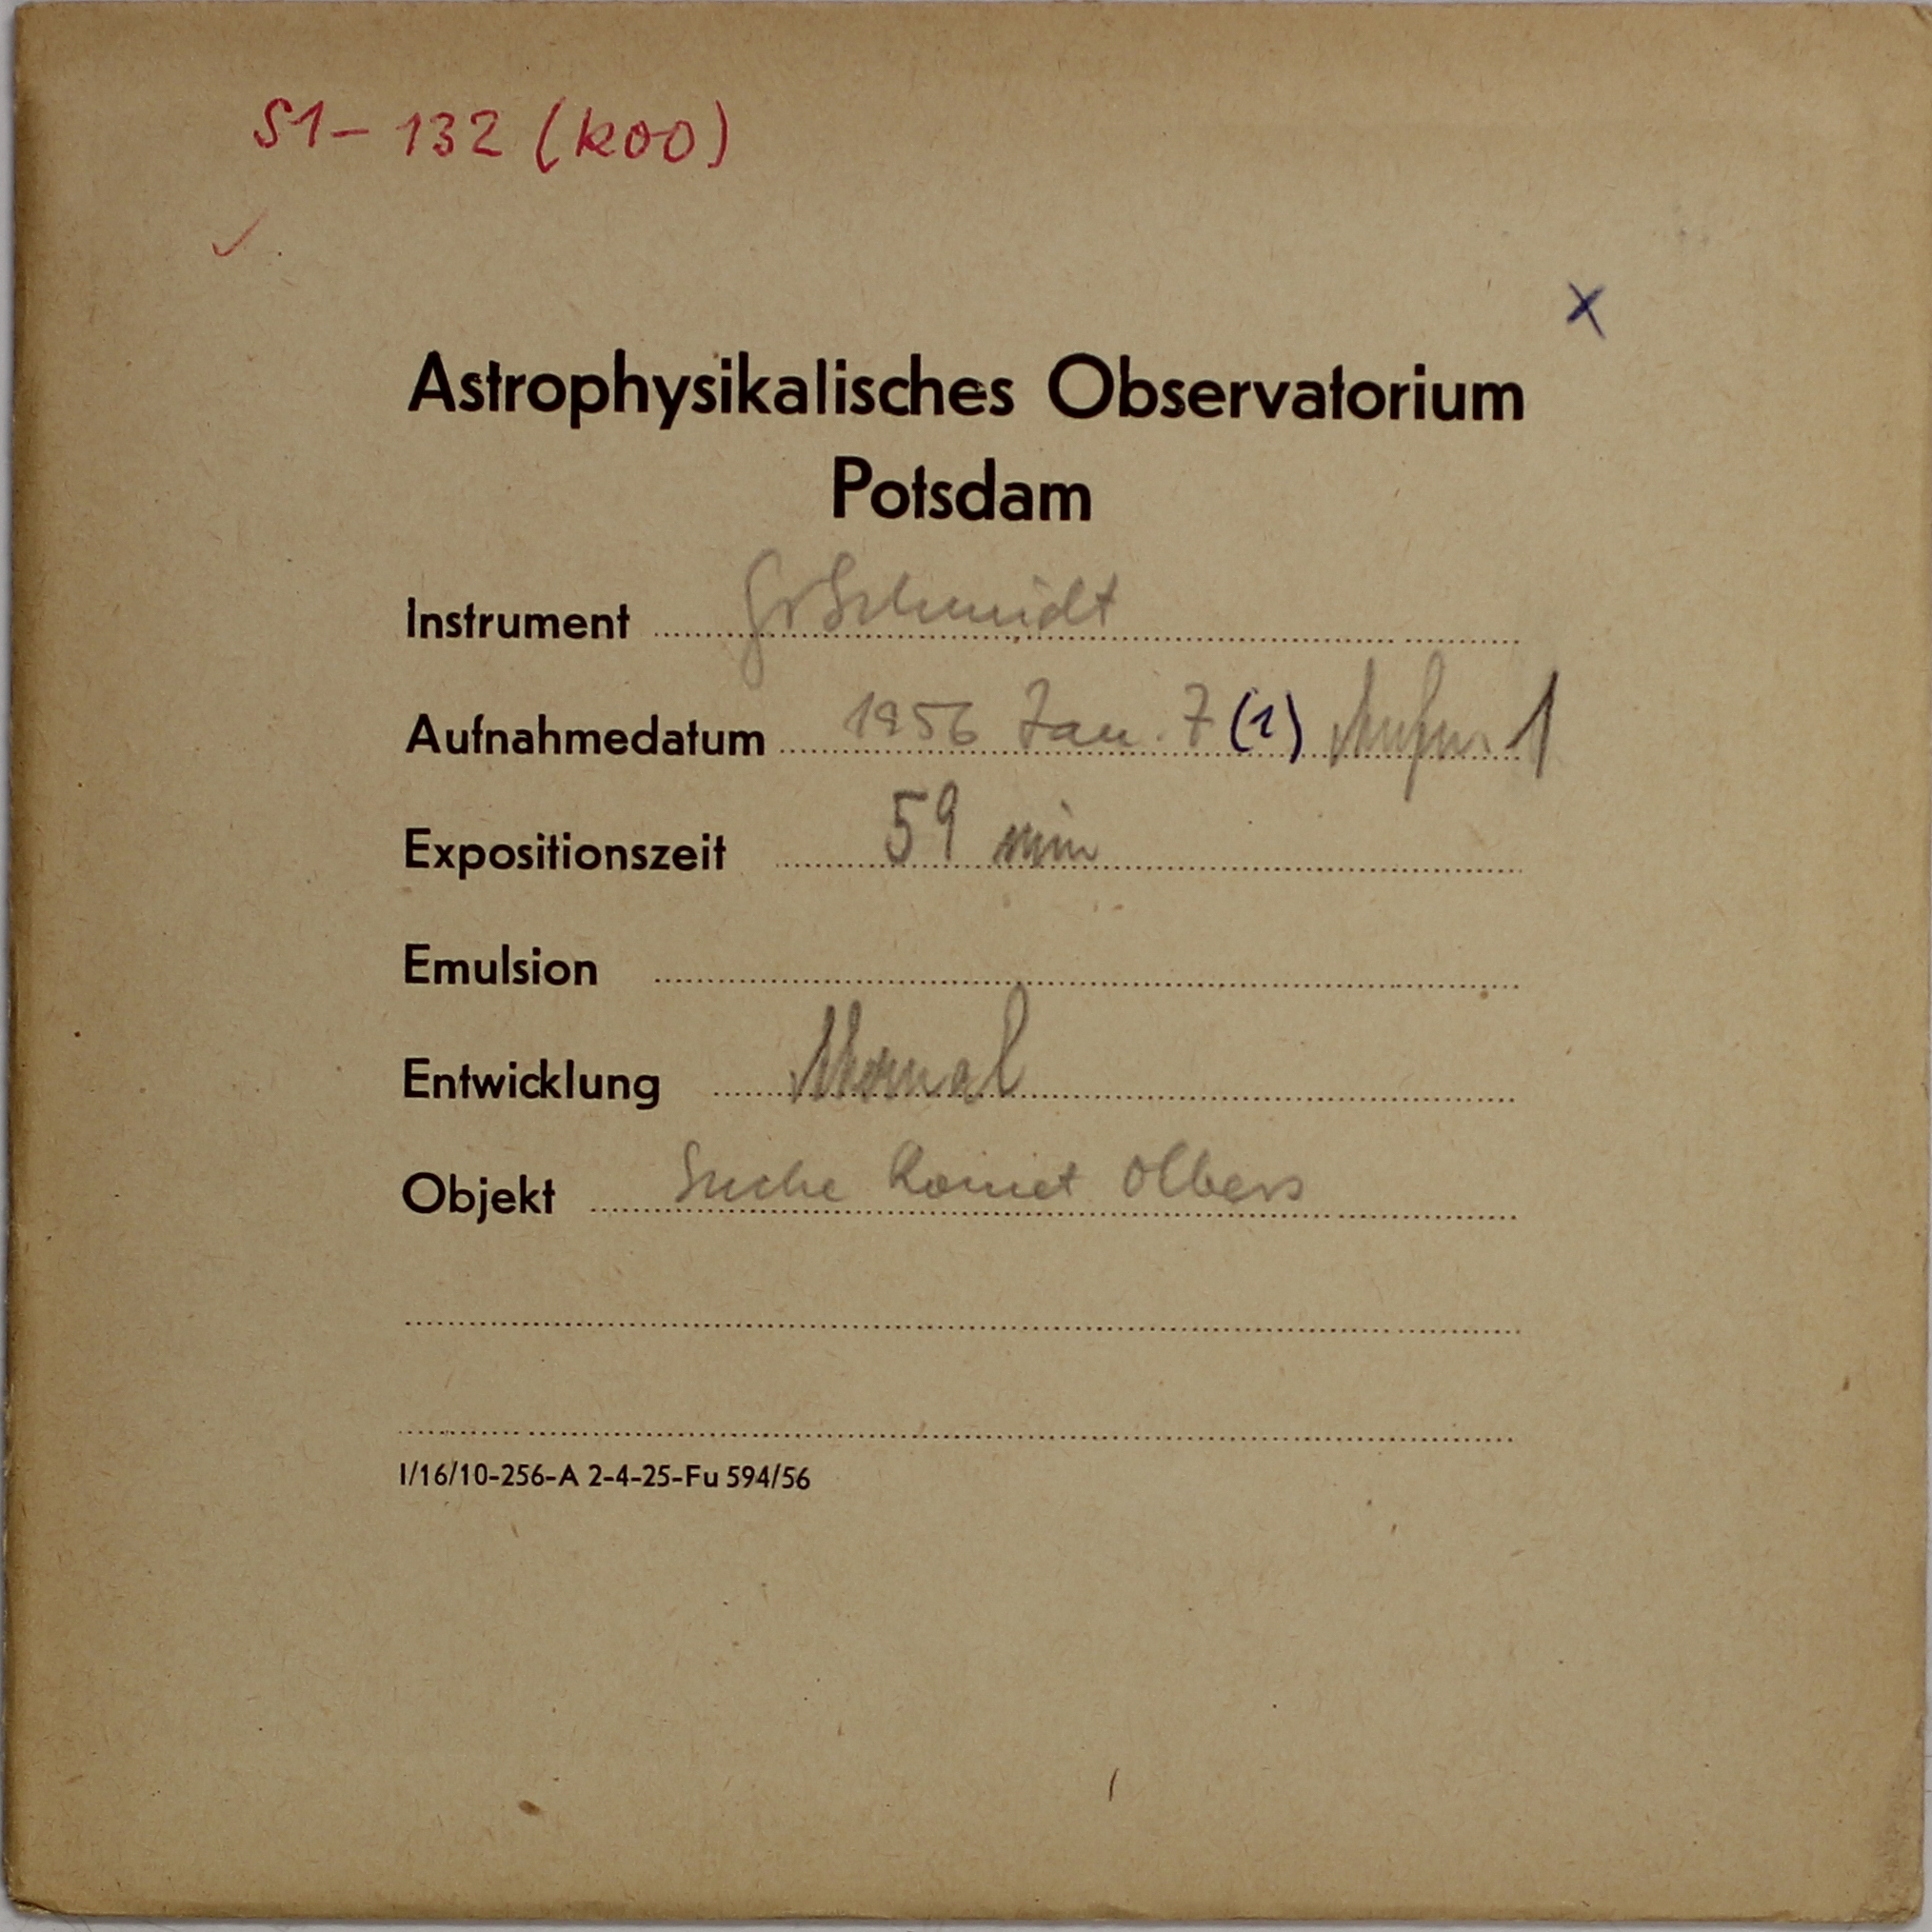 S1-132 (K00)
x
Astrophysikalisches Observatorium
Potsdam
Instrument Gr Schmidt
Aufnahmedatum 1956 Jan. 7 (1) Aufn. 1
Expositionszeit 59 min
Emulsion
Entwicklung Normal
Objekt Suche Komet Olbers
I/16/10-256-A 2-4-25-Fu 594/56